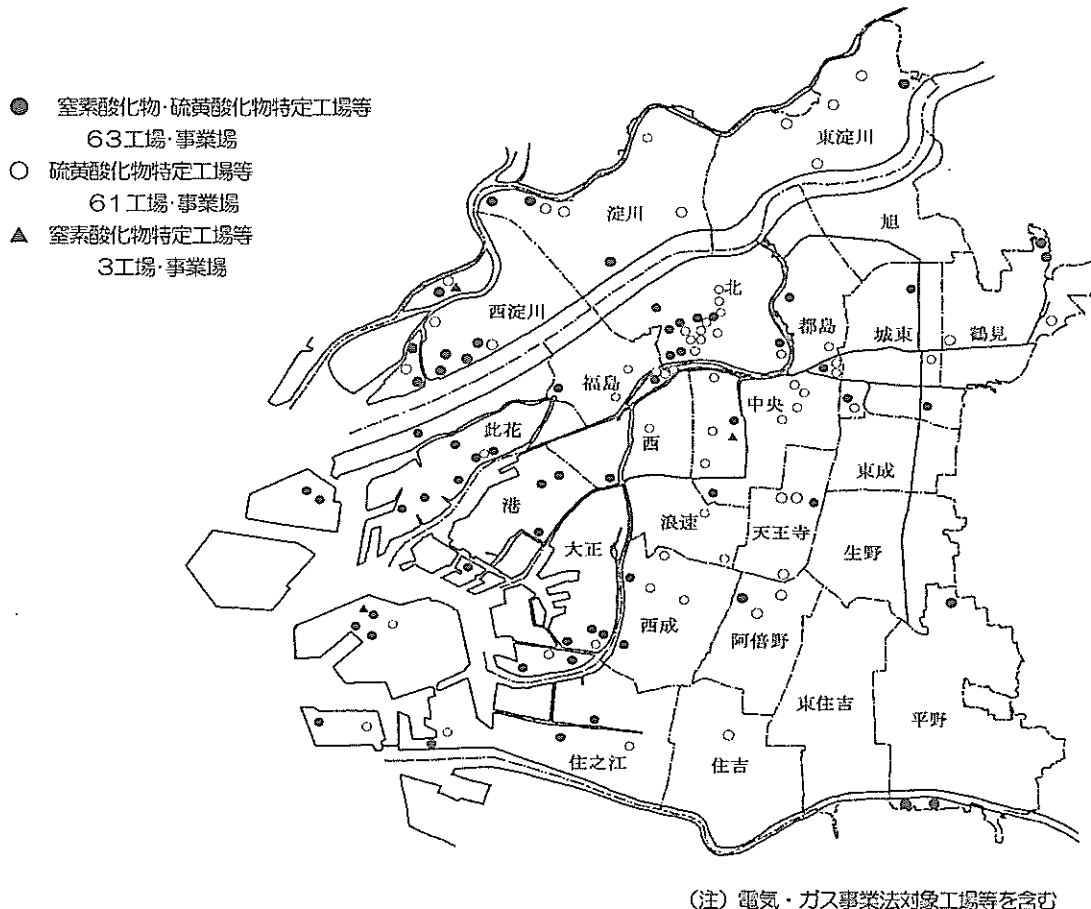 ● 窒素酸化物・硫黄酸化物特定工場等
63工場・事業場
○ 硫黄酸化物特定工場等
61工場・事業場
▲ 窒素酸化物特定工場等
3工場・事業場
東淀川
淀川
旭
北
西淀川
都島
城東
鶴見
福島
中央
此花
西
東成
港
浪速
天王寺
大正
生野
西成
阿倍野
東住吉
平野
住之江
住吉
(注) 電気・ガス事業法対象工場等を含む